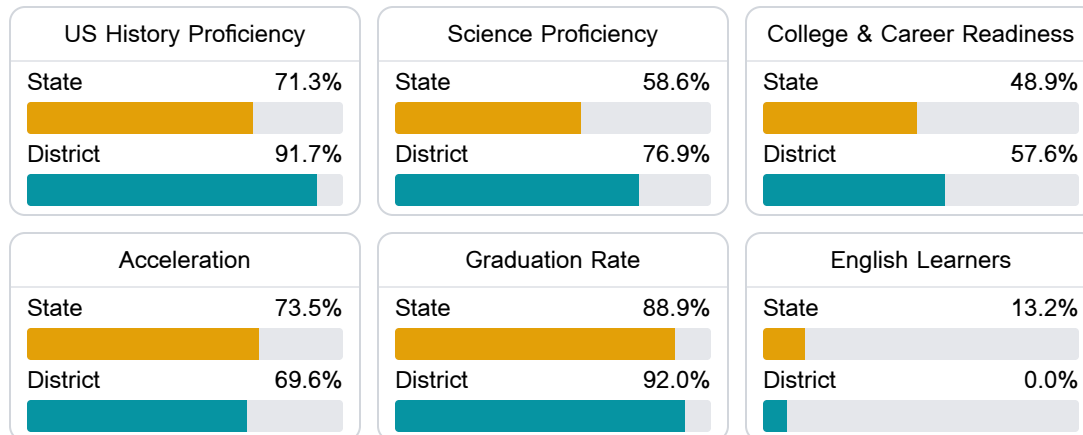 US History Proficiency
State 71.3%
District 91.7%
Science Proficiency
State 58.6%
District 76.9%
College & Career Readiness
State 48.9%
District 57.6%
Acceleration
State 73.5%
District 69.6%
Graduation Rate
State 88.9%
District 92.0%
English Learners
State 13.2%
District 0.0%